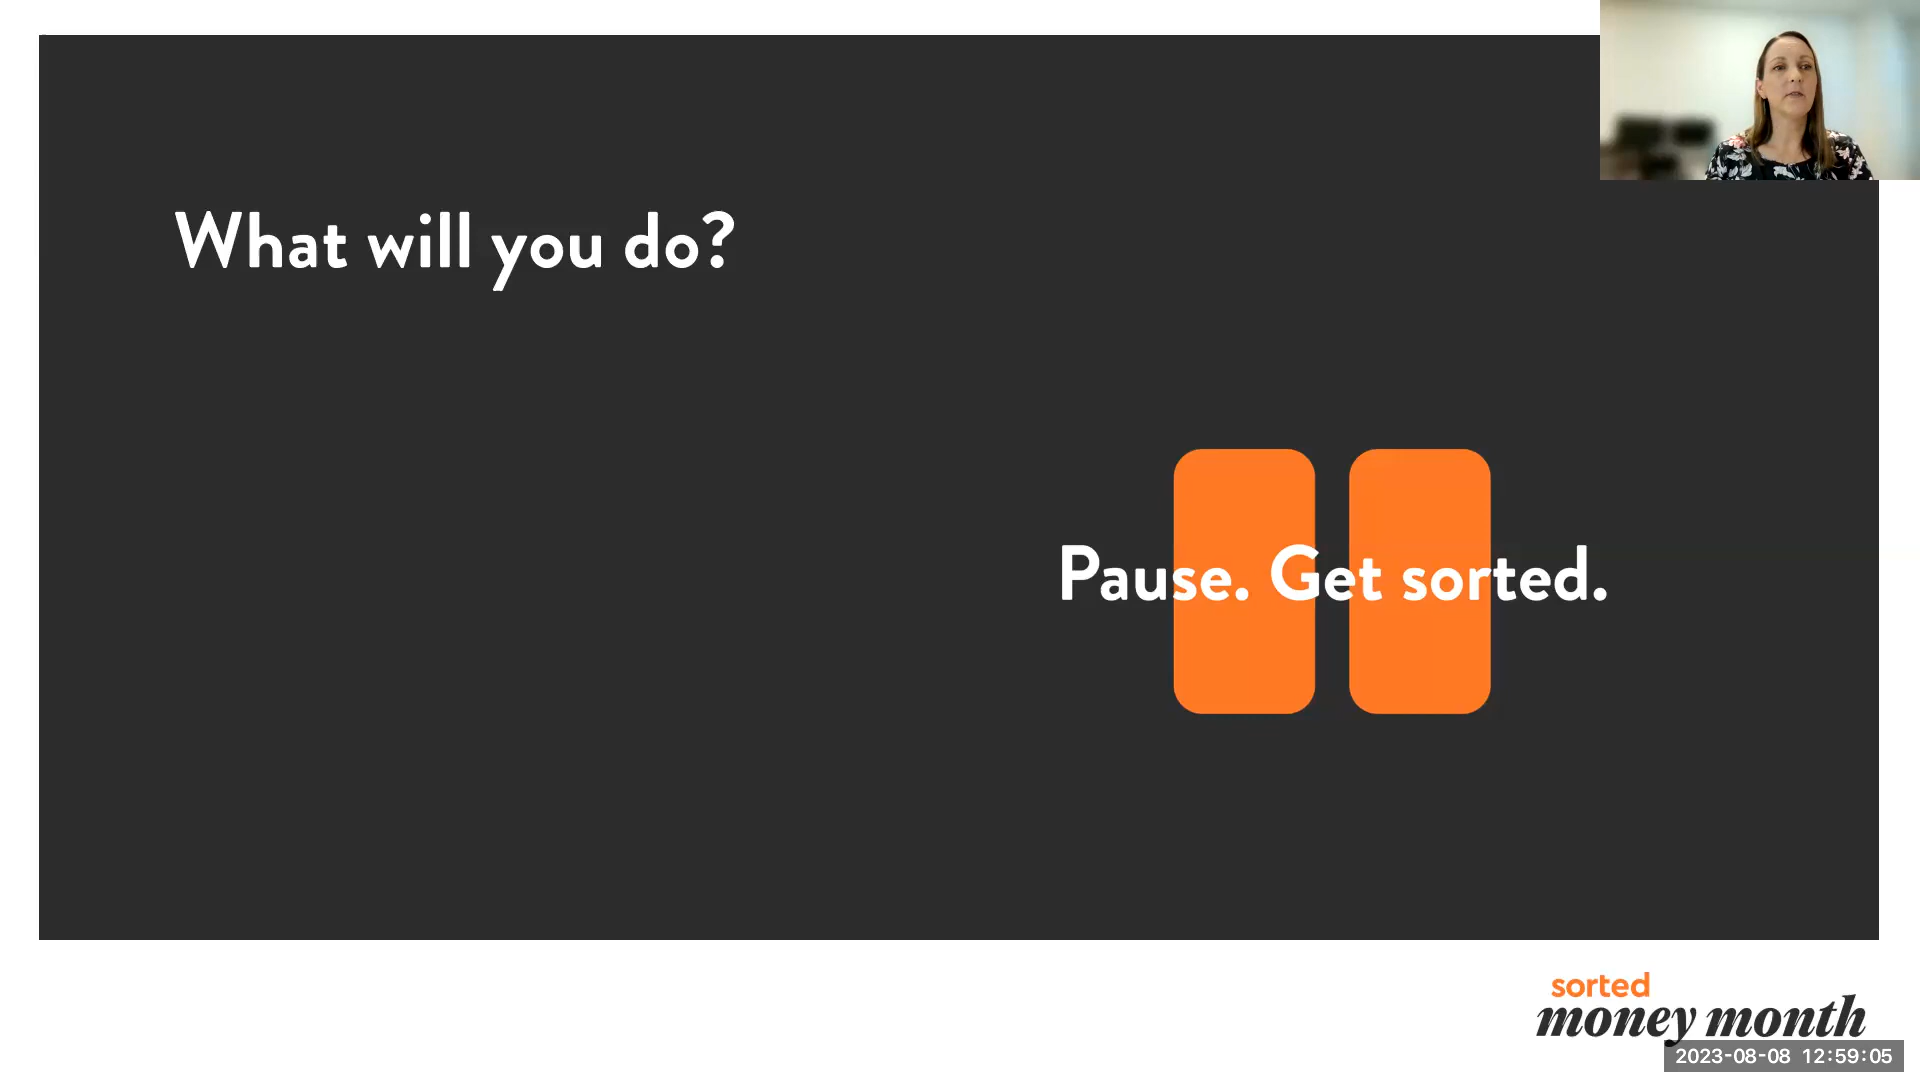 What will you do?
Pause. Get sorted.
sorted
money month
2023-08-08 12:59:05